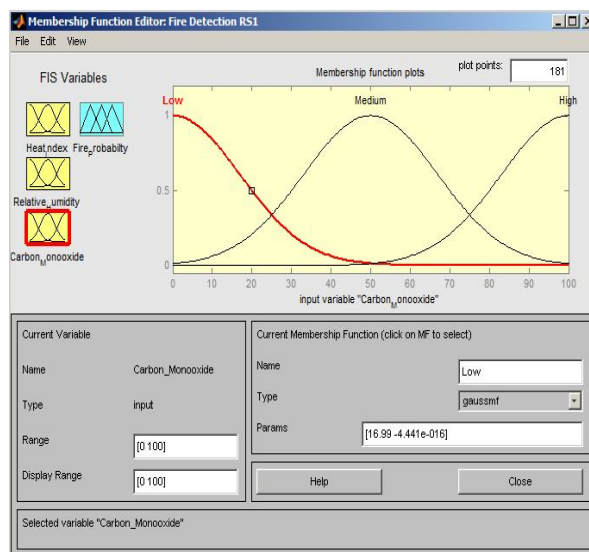 Membership Function Editor: Fire Detection RS1
File Edit View
FIS Variables
Heat_Index Fire_Probabilty
Relative_Humidity
Carbon_Monooxide
Membership function plots
plot points:
181
Low
Medium
High
1
0.5
0
0 10 20 30 40 50 60 70 80 90 100
input variable "Carbon_Monooxide"
Current Variable
Name Carbon_Monooxide
Type input
Range [0 100]
Display Range [0 100]
Current Membership Function (click on MF to select)
Name Low
Type gaussmf
Params [16.99 -4.441e-016]
Help Close
Selected variable "Carbon_Monooxide"